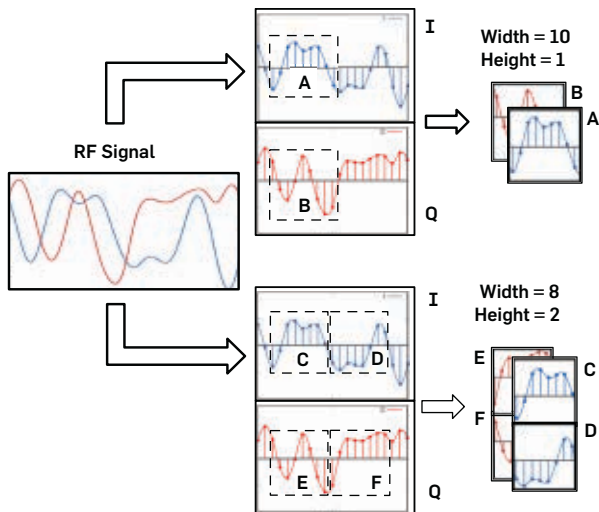 I
Width = 10
Height = 1
A
B
A
RF Signal
B
Q
I
Width = 8
Height = 2
C
D
E
C
F
D
E
F
Q